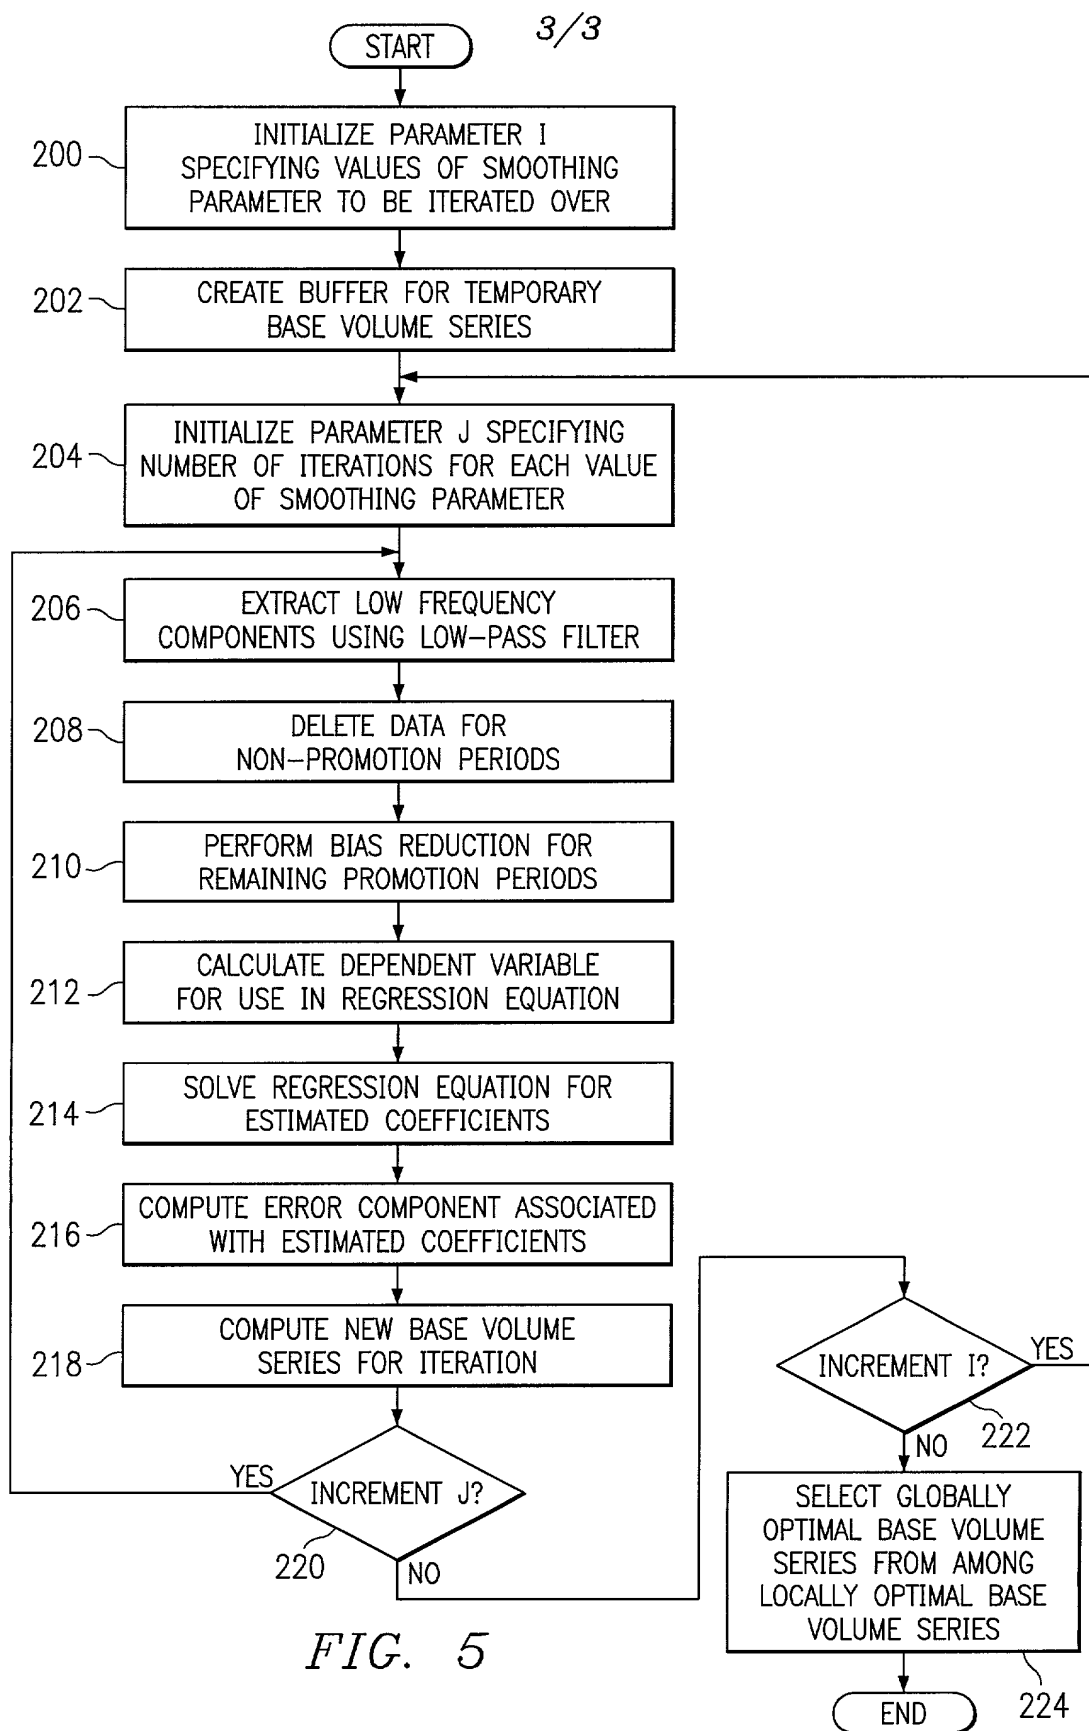 3/3
START
200
INITIALIZE PARAMETER I
SPECIFYING VALUES OF SMOOTHING
PARAMETER TO BE ITERATED OVER
202
CREATE BUFFER FOR TEMPORARY
BASE VOLUME SERIES
204
INITIALIZE PARAMETER J SPECIFYING
NUMBER OF ITERATIONS FOR EACH VALUE
OF SMOOTHING PARAMETER
206
EXTRACT LOW FREQUENCY
COMPONENTS USING LOW-PASS FILTER
208
DELETE DATA FOR
NON-PROMOTION PERIODS
210
PERFORM BIAS REDUCTION FOR
REMAINING PROMOTION PERIODS
212
CALCULATE DEPENDENT VARIABLE
FOR USE IN REGRESSION EQUATION
214
SOLVE REGRESSION EQUATION FOR
ESTIMATED COEFFICIENTS
216
COMPUTE ERROR COMPONENT ASSOCIATED
WITH ESTIMATED COEFFICIENTS
218
COMPUTE NEW BASE VOLUME
SERIES FOR ITERATION
YES
INCREMENT J?
220
NO
INCREMENT I?
YES
222
NO
SELECT GLOBALLY
OPTIMAL BASE VOLUME
SERIES FROM AMONG
LOCALLY OPTIMAL BASE
VOLUME SERIES
224
END
FIG. 5